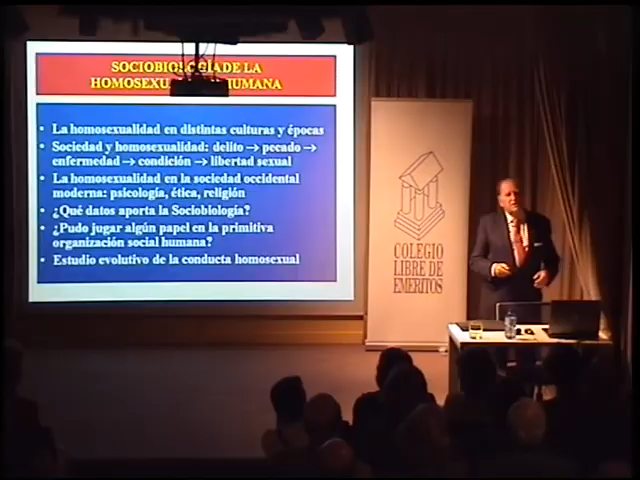 SOCIOBIOLOGÍA DE LA
HUMANA
• La homosexualidad en distintas culturas y épocas
• Sociedad y homosexualidad: delito → pecado →
enfermedad → condición → libertad sexual
• La homosexualidad en la sociedad occidental
moderna: psicología, ética, religión
• ¿Qué datos aporta la Sociobiología?
• ¿Pudo jugar algún papel en la primitiva
organización social humana?
• Estudio evolutivo de la conducta homosexual
COLEGIO
LIBRE DE
EMERITOS